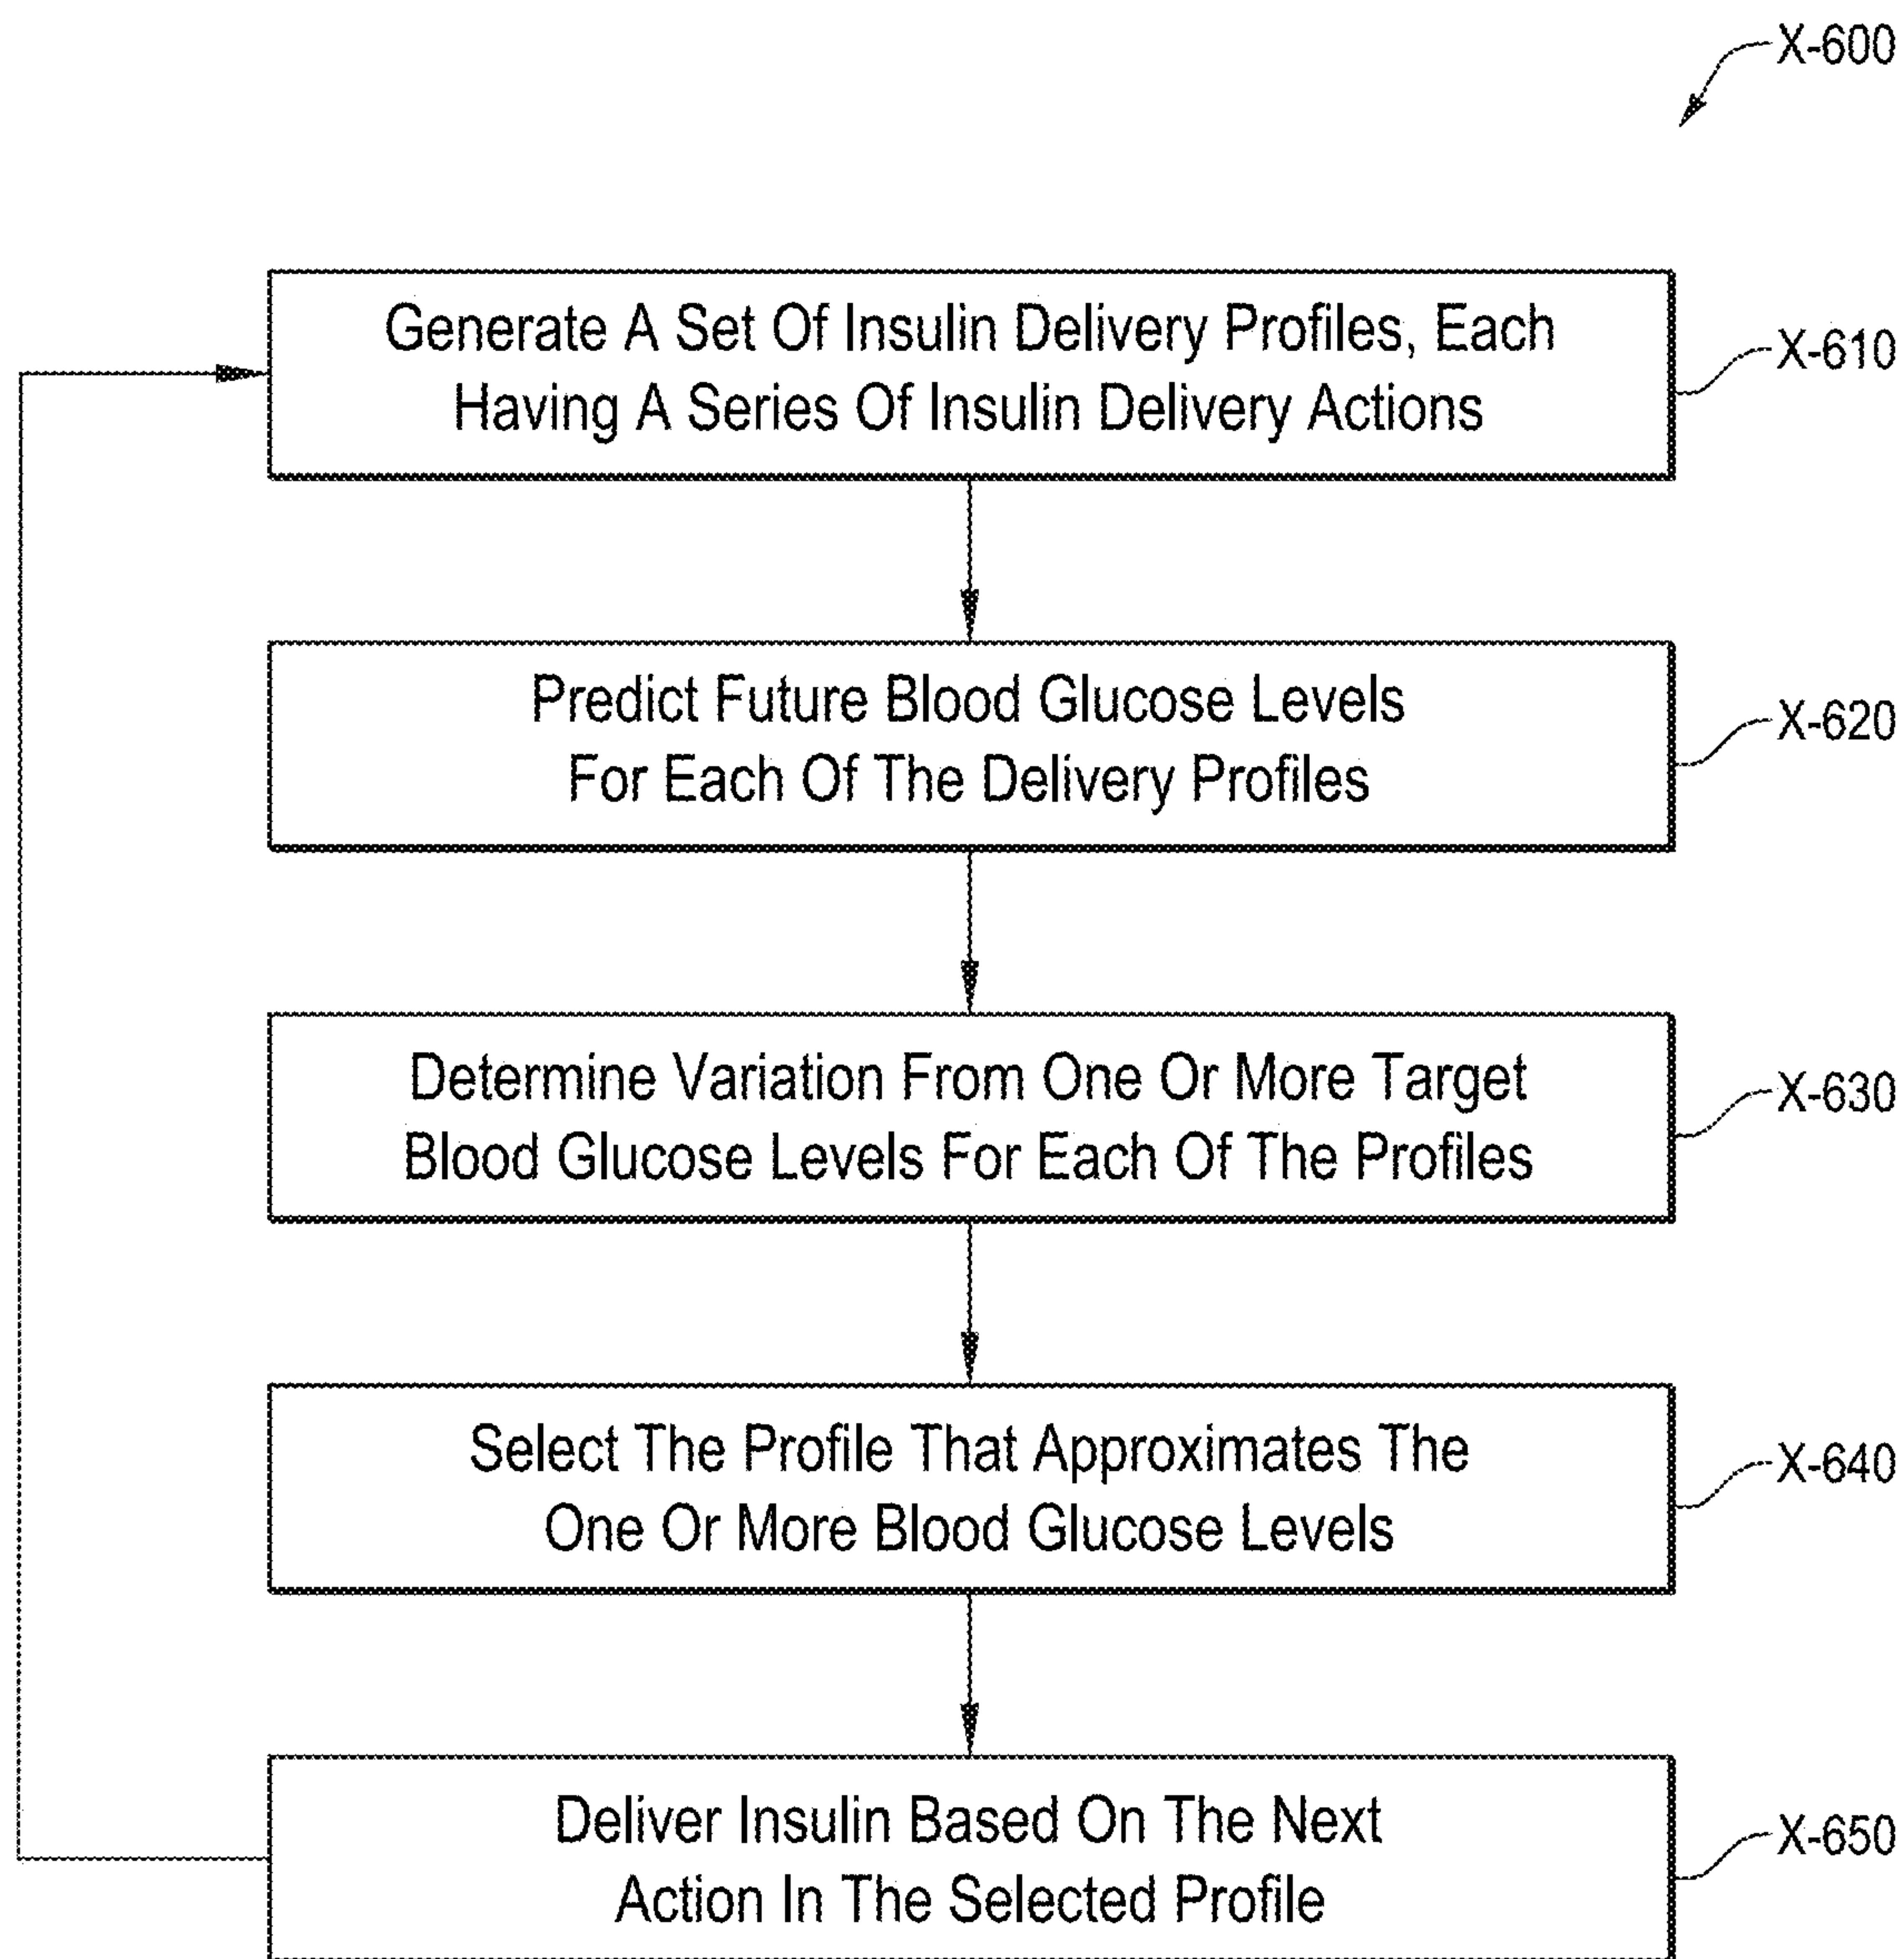 X-600
Generate A Set Of Insulin Delivery Profiles, Each
Having A Series Of Insulin Delivery Actions
X-610
Predict Future Blood Glucose Levels
For Each Of The Delivery Profiles
X-620
Determine Variation From One Or More Target
Blood Glucose Levels For Each Of The Profiles
X-630
Select The Profile That Approximates The
One Or More Blood Glucose Levels
X-640
Deliver Insulin Based On The Next
Action In The Selected Profile
X-650